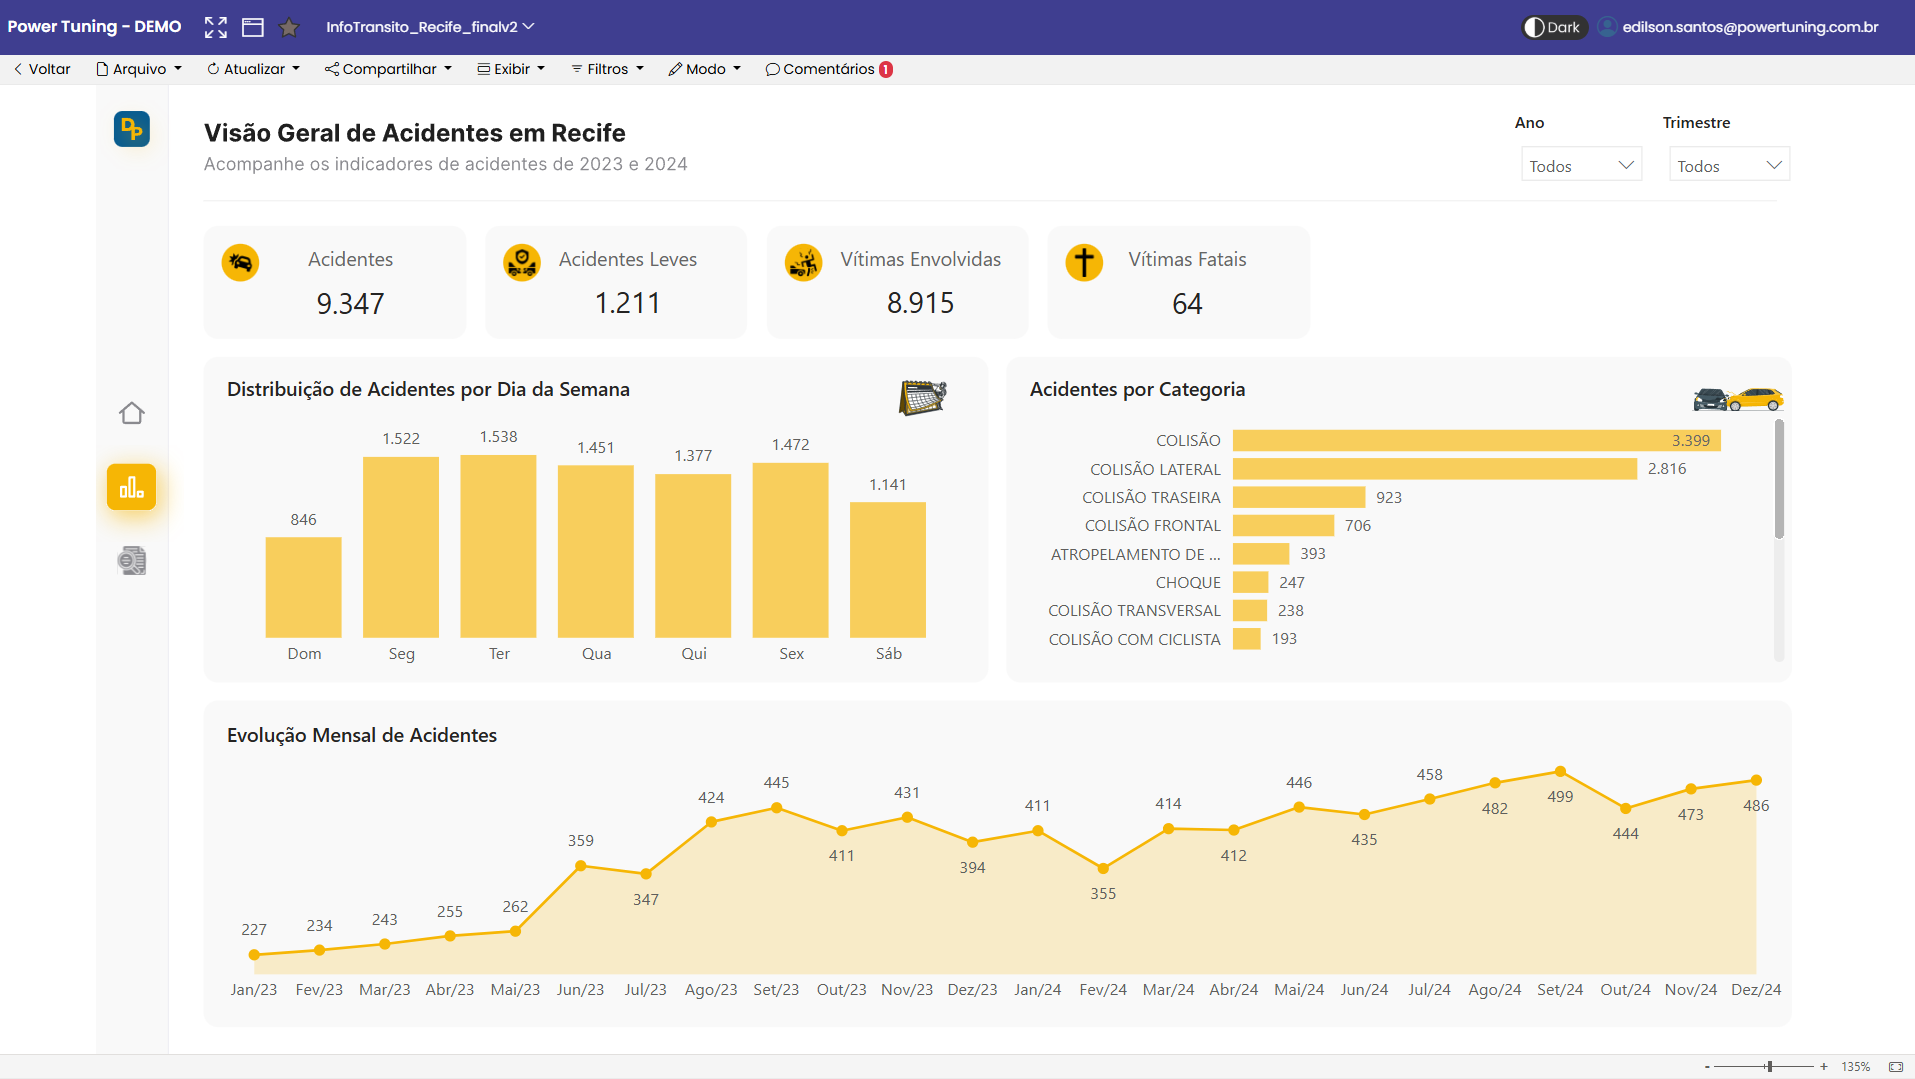 Power Tuning - DEMO
InfoTransito_Recife_finalv2
Dark
edilson.santos@powertuning.com.br
Voltar Arquivo Atualizar Compartilhar Exibir Filtros Modo Comentários 1
DP
Visão Geral de Acidentes em Recife
Acompanhe os indicadores de acidentes de 2023 e 2024
Ano
Todos
Trimestre
Todos
Acidentes
9.347
Acidentes Leves
1.211
Vítimas Envolvidas
8.915
Vítimas Fatais
64
Distribuição de Acidentes por Dia da Semana
846 1.522 1.538 1.451 1.377 1.472 1.141
Dom Seg Ter Qua Qui Sex Sáb
Acidentes por Categoria
COLISÃO 3.399
COLISÃO LATERAL 2.816
COLISÃO TRASEIRA 923
COLISÃO FRONTAL 706
ATROPELAMENTO DE ... 393
CHOQUE 247
COLISÃO TRANSVERSAL 238
COLISÃO COM CICLISTA 193
Evolução Mensal de Acidentes
227 234 243 255 262 359 347 424 445 411 431 394 411 355 414 412 446 435 458 482 499 444 473 486
Jan/23 Fev/23 Mar/23 Abr/23 Mai/23 Jun/23 Jul/23 Ago/23 Set/23 Out/23 Nov/23 Dez/23 Jan/24 Fev/24 Mar/24 Abr/24 Mai/24 Jun/24 Jul/24 Ago/24 Set/24 Out/24 Nov/24 Dez/24
- + 135%